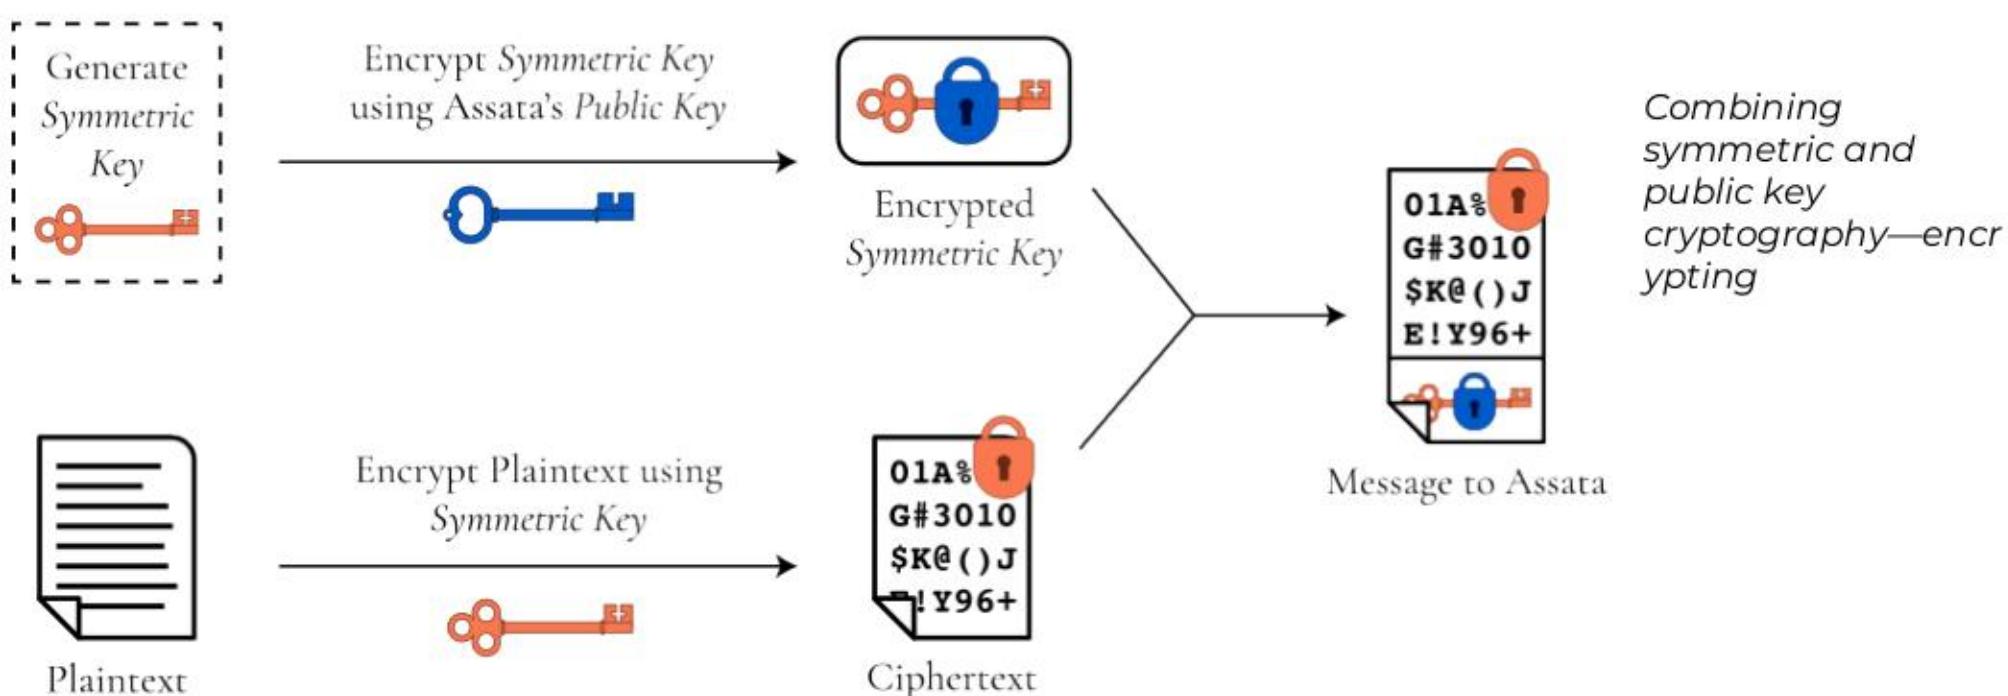 Generate
Symmetric
Key
Encrypt Symmetric Key
using Assata's Public Key
Encrypted
Symmetric Key
Plaintext
Encrypt Plaintext using
Symmetric Key
01A%
G#3010
$K@()J
!Y96+
Ciphertext
01A%
G#3010
$K@()J
E!Y96+
Message to Assata
Combining
symmetric and
public key
cryptography—encr
ypting